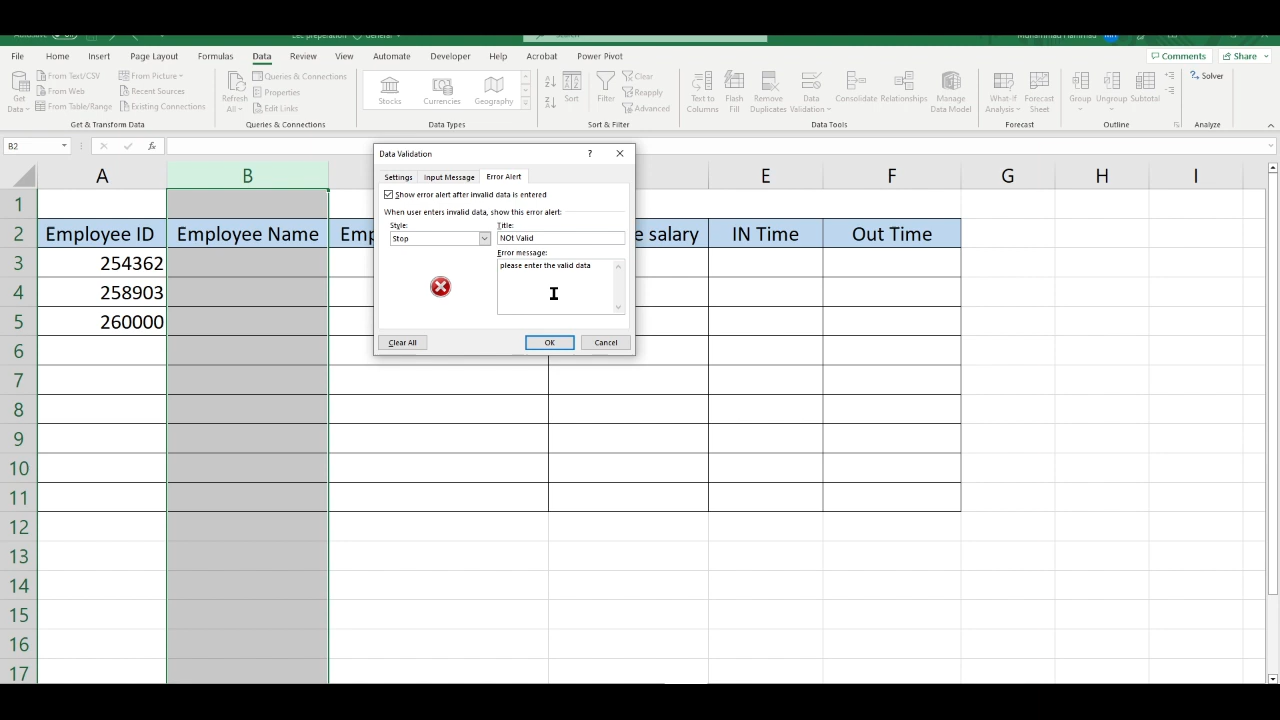 File Home Insert Page Layout Formulas Data Review View Automate Developer Help Acrobat Power Pivot Comments Share
Get Data
From Text/CSV
From Web
From Table/Range
From Picture
Recent Sources
Existing Connections
Get & Transform Data
Refresh All
Queries & Connections
Properties
Edit Links
Queries & Connections
Stocks Currencies Geography
Data Types
Sort
Filter
Clear
Reapply
Advanced
Sort & Filter
Text to Columns
Flash Fill
Remove Duplicates
Data Validation
Consolidate
Relationships
Manage Data Model
Data Tools
What-If Analysis
Forecast Sheet
Forecast
Group Ungroup Subtotal
Outline
Solver
Analyze
B2 fx
Data Validation ?
Settings Input Message Error Alert
Show error alert after invalid data is entered
When user enters invalid data, show this error alert:
Style: Title:
Stop NOt Valid
Error message:
please enter the valid data
Clear All OK Cancel
A B E F G H I
1
2 Employee ID Employee Name salary IN Time Out Time
3 254362
4 258903
5 260000
6
7
8
9
10
11
12
13
14
15
16
17